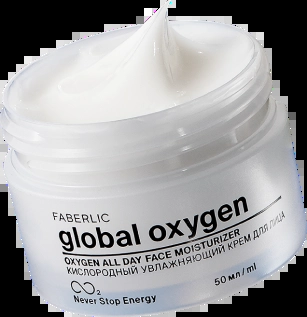 FABERLIC
global oxygen
OXYGEN ALL DAY FACE MOISTURIZER
КИСЛОРОДНЫЙ УВЛАЖНЯЮЩИЙ КРЕМ ДЛЯ ЛИЦА
Never Stop Energy
50 мл/ml